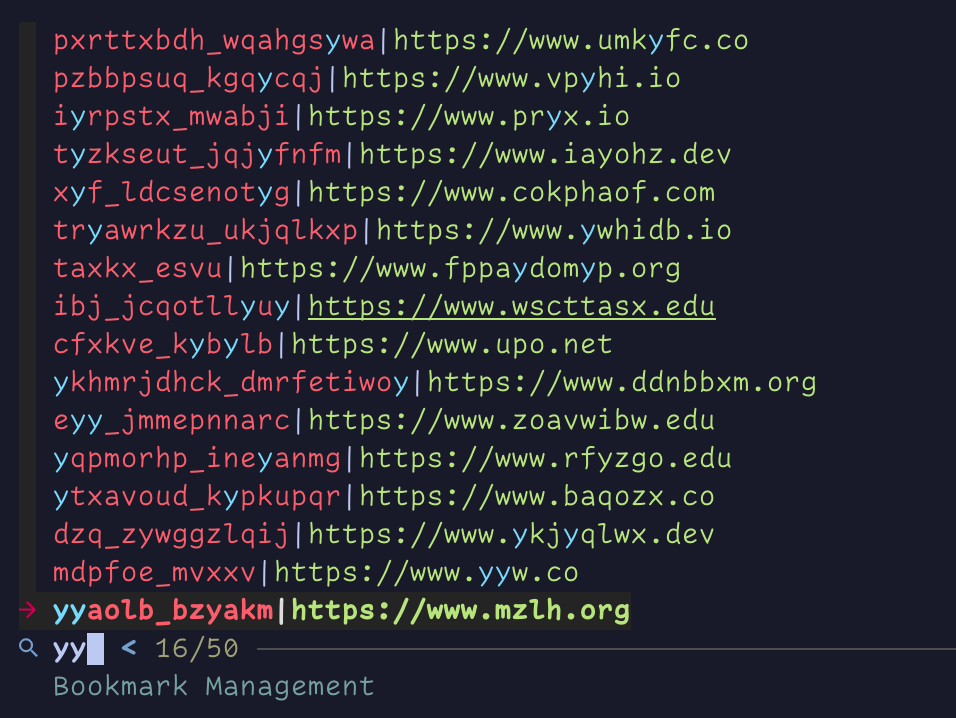 pxrttxbdh_wqahgsywa|https://www.umkyfc.co
pzbbpsuq_kgqycqj|https://www.vpyhi.io
iyrpstx_mwabji|https://www.pryx.io
tyzkseut_jqjyfnfm|https://www.iayohz.dev
xyf_ldcsenotyg|https://www.cokphaof.com
tryawrkzu_ukjqlkxp|https://www.ywhidb.io
taxkx_esvu|https://www.fppaydomyp.org
ibj_jcqotllyuy|https://www.wscttasx.edu
cfxkve_kybylb|https://www.upo.net
ykhmrjdhck_dmrfetiwoy|https://www.ddnbbxm.org
eyy_jmmepnnarc|https://www.zoavwibw.edu
yqpmorhp_ineyanmg|https://www.rfyzgo.edu
ytxavoud_kypkupqr|https://www.baqozx.co
dzq_zywggzlqij|https://www.ykjyqlwx.dev
mdpfoe_mvxxv|https://www.yyw.co
→ yyaolb_bzyakm|https://www.mzlh.org
yy < 16/50
Bookmark Management